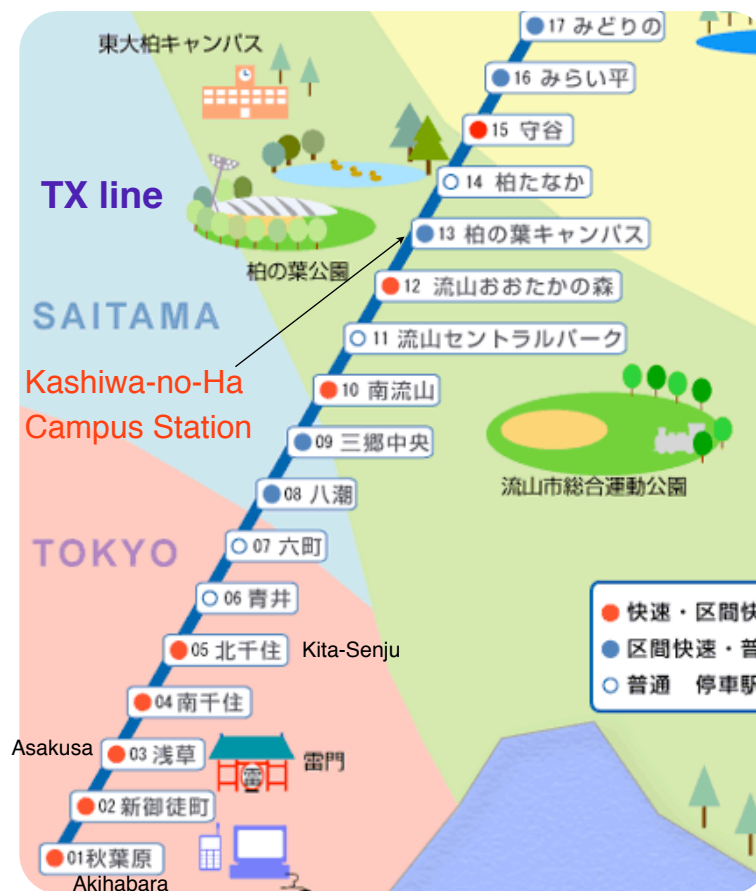 17 みどりの
東大柏キャンパス
16 みらい平
15 守谷
14 柏たなか
TX line
13 柏の葉キャンパス
柏の葉公園
12 流山おおたかの森
SAITAMA
11 流山セントラルパーク
Kashiwa-no-Ha
Campus Station
10 南流山
09 三郷中央
流山市総合運動公園
08 八潮
TOKYO
07 六町
06 青井
快速・区間快
05 北千住
Kita-Senju
区間快速・普
普通 停車駅
04 南千住
Asakusa
03 浅草
雷
雷門
02 新御徒町
01 秋葉原
Akihabara